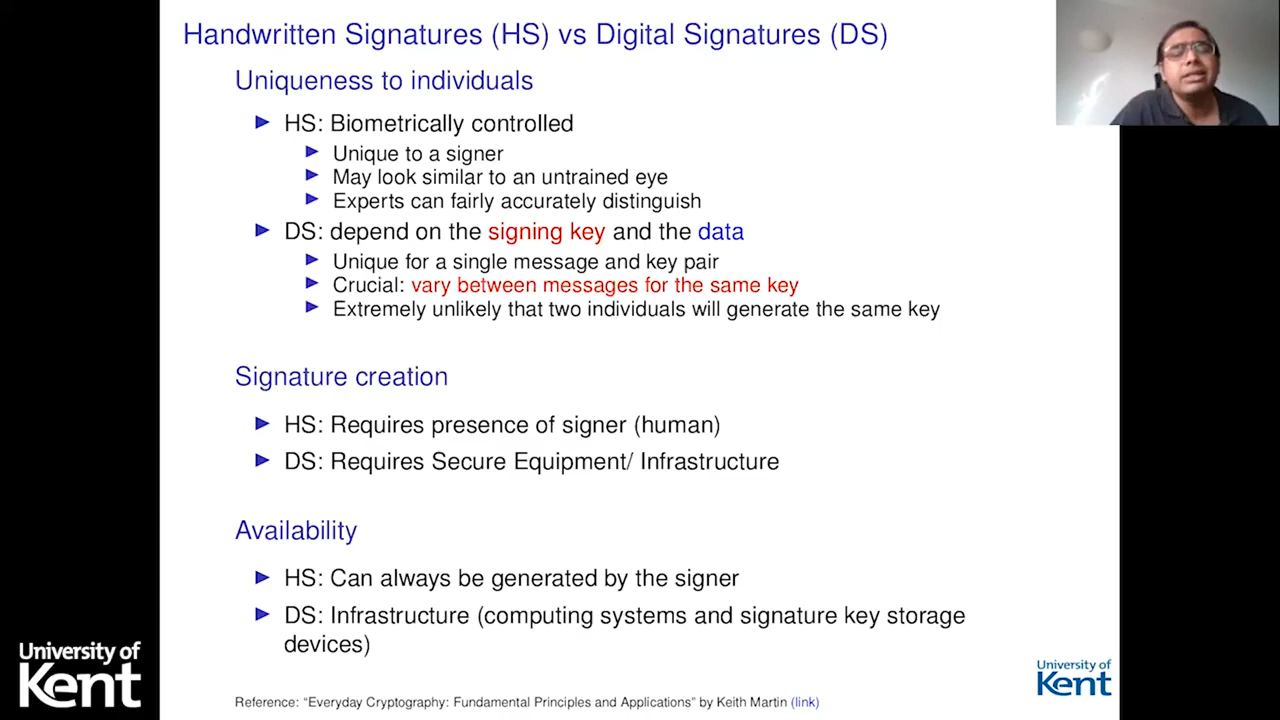 Handwritten Signatures (HS) vs Digital Signatures (DS)
Uniqueness to individuals
HS: Biometrically controlled
Unique to a signer
May look similar to an untrained eye
Experts can fairly accurately distinguish
DS: depend on the signing key and the data
Unique for a single message and key pair
Crucial: vary between messages for the same key
Extremely unlikely that two individuals will generate the same key
Signature creation
HS: Requires presence of signer (human)
DS: Requires Secure Equipment/ Infrastructure
Availability
HS: Can always be generated by the signer
DS: Infrastructure (computing systems and signature key storage
devices)
University of
Kent
University of
Kent
Reference: “Everyday Cryptography: Fundamental Principles and Applications” by Keith Martin (link)